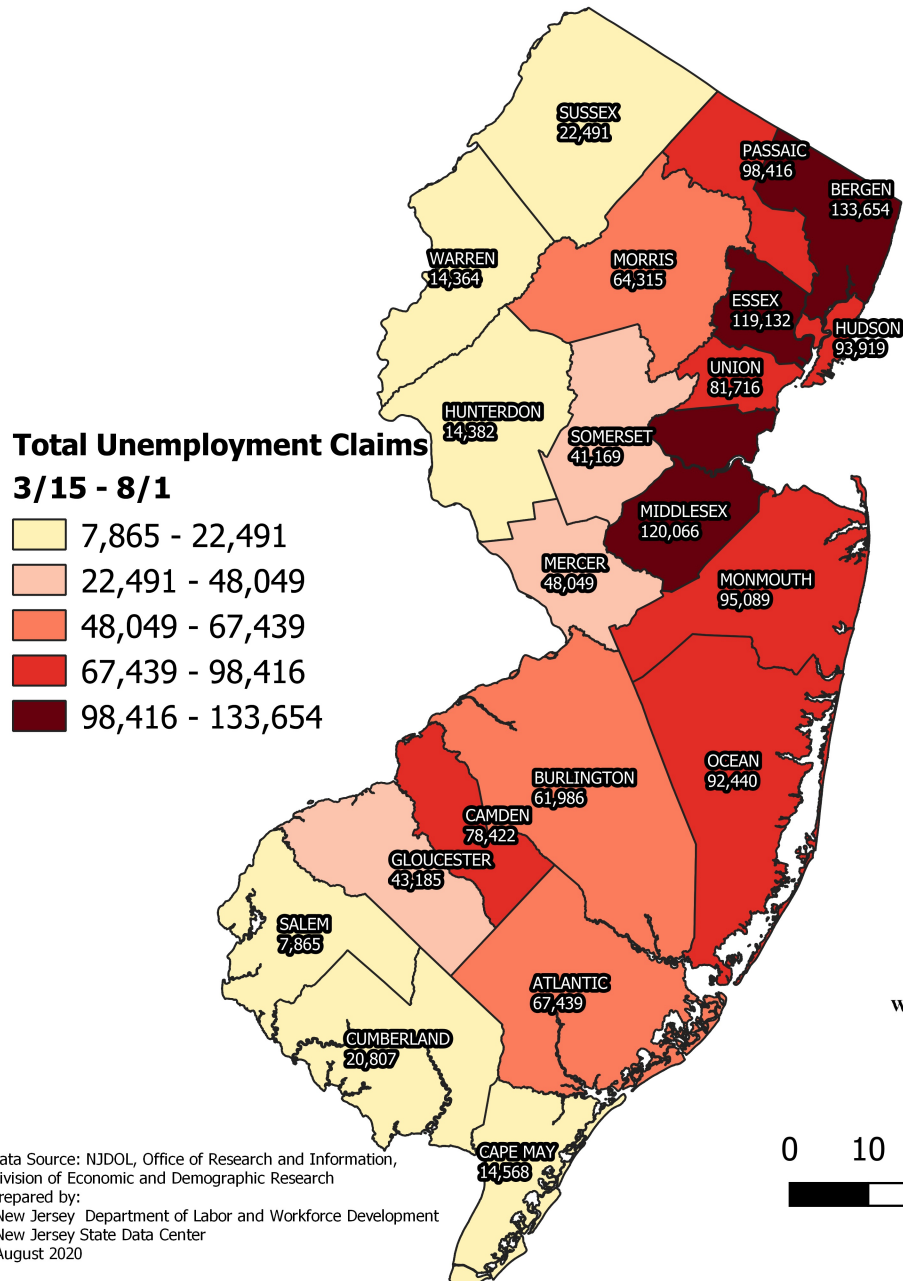 SUSSEX
22,491
PASSAIC
98,416
BERGEN
133,654
WARREN
14,364
MORRIS
64,315
ESSEX
119,132
HUDSON
93,919
UNION
81,716
HUNTERDON
14,382
SOMERSET
41,169
Total Unemployment Claims
3/15 - 8/1
7,865 - 22,491
22,491 - 48,049
48,049 - 67,439
67,439 - 98,416
98,416 - 133,654
MIDDLESEX
120,066
MERCER
48,049
MONMOUTH
95,089
OCEAN
92,440
BURLINGTON
61,986
CAMDEN
78,422
GLOUCESTER
43,185
SALEM
7,865
ATLANTIC
67,439
W
CUMBERLAND
20,807
CAPE MAY
14,568
0 10
ata Source: NJDOL, Office of Research and Information,
ivision of Economic and Demographic Research
repared by:
New Jersey Department of Labor and Workforce Development
New Jersey State Data Center
August 2020